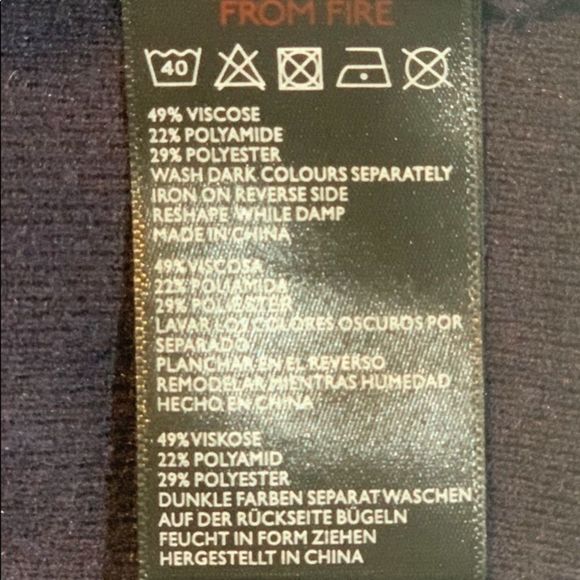 FROM FIRE
40
49% VISCOSE
22% POLYAMIDE
29% POLYESTER
WASH DARK COLOURS SEPARATELY
IRON ON REVERSE SIDE
RESHAPE WHILE DAMP
MADE IN CHINA
49% VISCOSA
22% POLIAMIDA
29% POLYESTER
LAVAR LOS COLORES OSCUROS POR
SEPARADO
PLANCHAR EN EL REVERSO
REMODELAR MIENTRAS HUMEDAD
HECHO EN CHINA
49% VISKOSE
22% POLYAMID
29% POLYESTER
DUNKLE FARBEN SEPARAT WASCHEN
AUF DER RÜCKSEITE BÜGELN
FEUCHT IN FORM ZIEHEN
HERGESTELLT IN CHINA